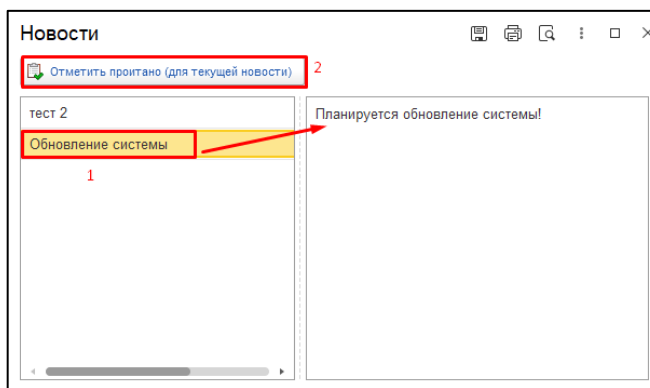 Новости
Отметить проитано (для текущей новости)
2
тест 2
Обновление системы
1
Планируется обновление системы!